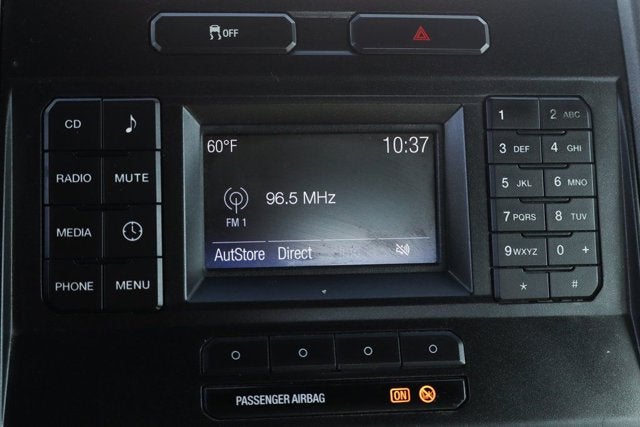 OFF
60°F 10:37
96.5 MHz
FM 1
AutStore Direct
CD
RADIO MUTE
MEDIA
PHONE MENU
1 2 ABC
3 DEF 4 GHI
5 JKL 6 MNO
7 PQRS 8 TUV
9 WXYZ 0 +
* #
PASSENGER AIRBAG ON